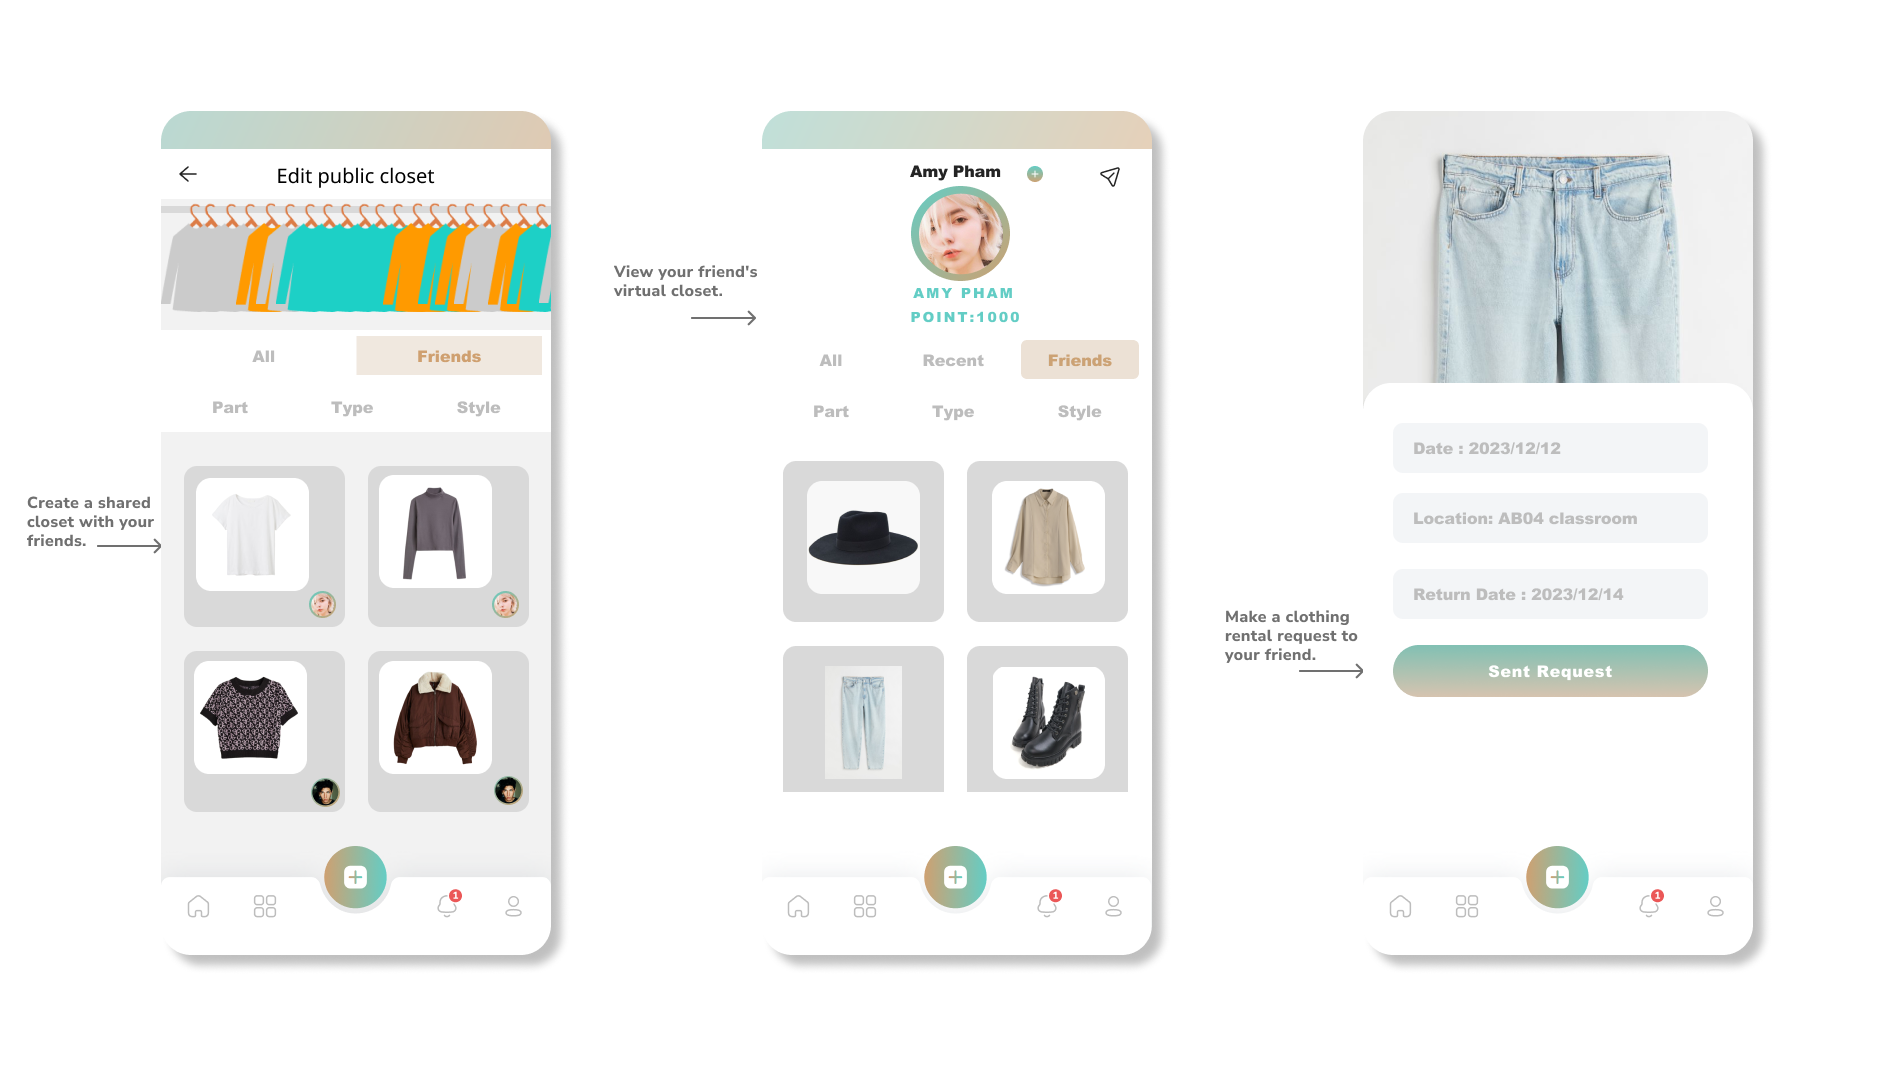 Edit public closet
All
Friends
Part
Type
Style
Create a shared
closet with your
friends.
1
Amy Pham
View your friend's
virtual closet.
AMY PHAM
POINT:1000
All
Recent
Friends
Part
Type
Style
1
Date : 2023/12/12
Location: AB04 classroom
Return Date : 2023/12/14
Make a clothing
rental request to
your friend.
Sent Request
1